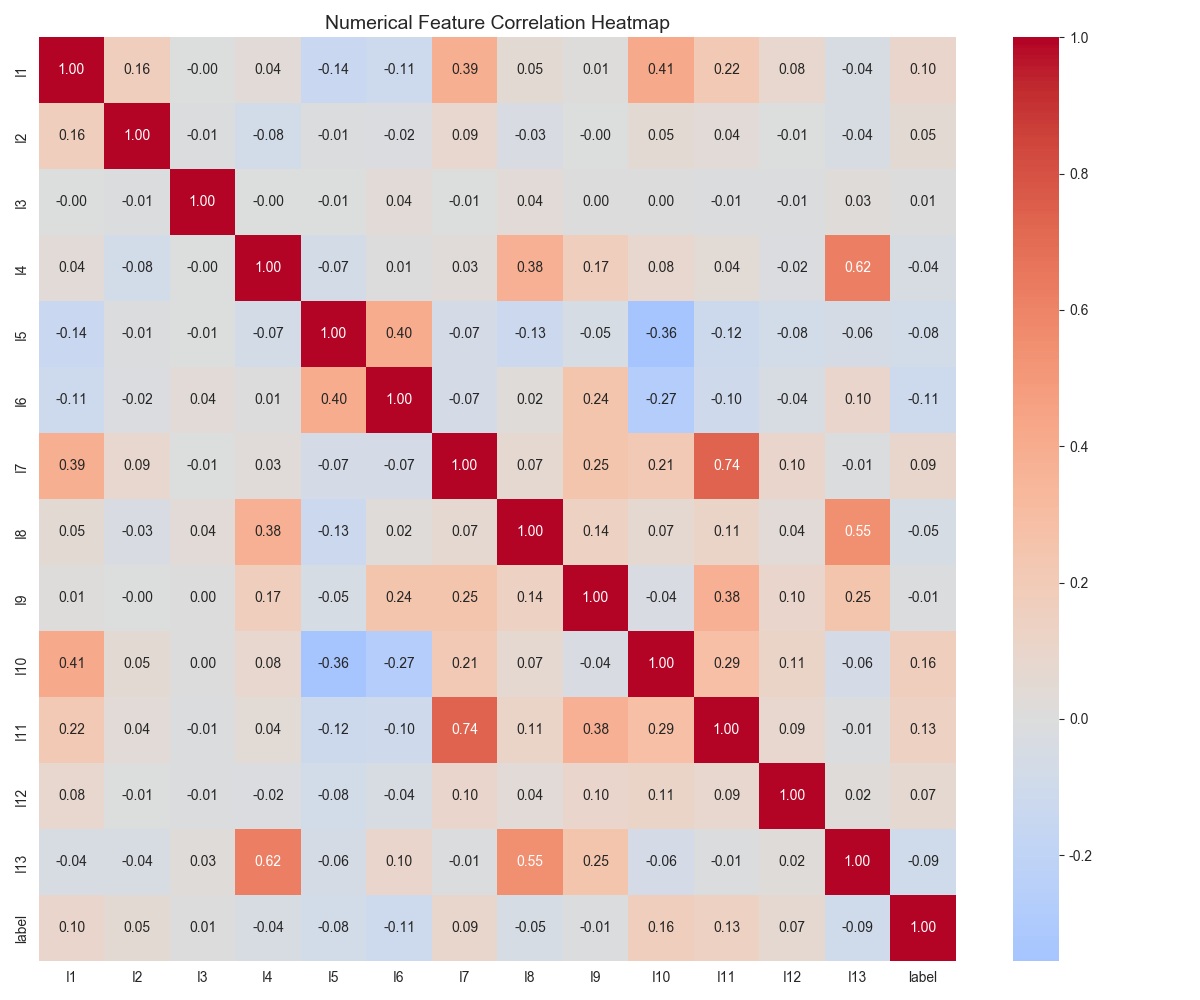 Numerical Feature Correlation Heatmap
I1 1.00 0.16 -0.00 0.04 -0.14 -0.11 0.39 0.05 0.01 0.41 0.22 0.08 -0.04 0.10
I2 0.16 1.00 -0.01 -0.08 -0.01 -0.02 0.09 -0.03 -0.00 0.05 0.04 -0.01 -0.04 0.05
I3 -0.00 -0.01 1.00 -0.00 -0.01 0.04 -0.01 0.04 0.00 0.00 -0.01 -0.01 0.03 0.01
I4 0.04 -0.08 -0.00 1.00 -0.07 0.01 0.03 0.38 0.17 0.08 0.04 -0.02 0.62 -0.04
I5 -0.14 -0.01 -0.01 -0.07 1.00 0.40 -0.07 -0.13 -0.05 -0.36 -0.12 -0.08 -0.06 -0.08
I6 -0.11 -0.02 0.04 0.01 0.40 1.00 -0.07 0.02 0.24 -0.27 -0.10 -0.04 0.10 -0.11
I7 0.39 0.09 -0.01 0.03 -0.07 -0.07 1.00 0.07 0.25 0.21 0.74 0.10 -0.01 0.09
I8 0.05 -0.03 0.04 0.38 -0.13 0.02 0.07 1.00 0.14 0.07 0.11 0.04 0.55 -0.05
I9 0.01 -0.00 0.00 0.17 -0.05 0.24 0.25 0.14 1.00 -0.04 0.38 0.10 0.25 -0.01
I10 0.41 0.05 0.00 0.08 -0.36 -0.27 0.21 0.07 -0.04 1.00 0.29 0.11 -0.06 0.16
I11 0.22 0.04 -0.01 0.04 -0.12 -0.10 0.74 0.11 0.38 0.29 1.00 0.09 -0.01 0.13
I12 0.08 -0.01 -0.01 -0.02 -0.08 -0.04 0.10 0.04 0.10 0.11 0.09 1.00 0.02 0.07
I13 -0.04 -0.04 0.03 0.62 -0.06 0.10 -0.01 0.55 0.25 -0.06 -0.01 0.02 1.00 -0.09
label 0.10 0.05 0.01 -0.04 -0.08 -0.11 0.09 -0.05 -0.01 0.16 0.13 0.07 -0.09 1.00
I1 I2 I3 I4 I5 I6 I7 I8 I9 I10 I11 I12 I13 label
1.0
0.8
0.6
0.4
0.2
0.0
-0.2